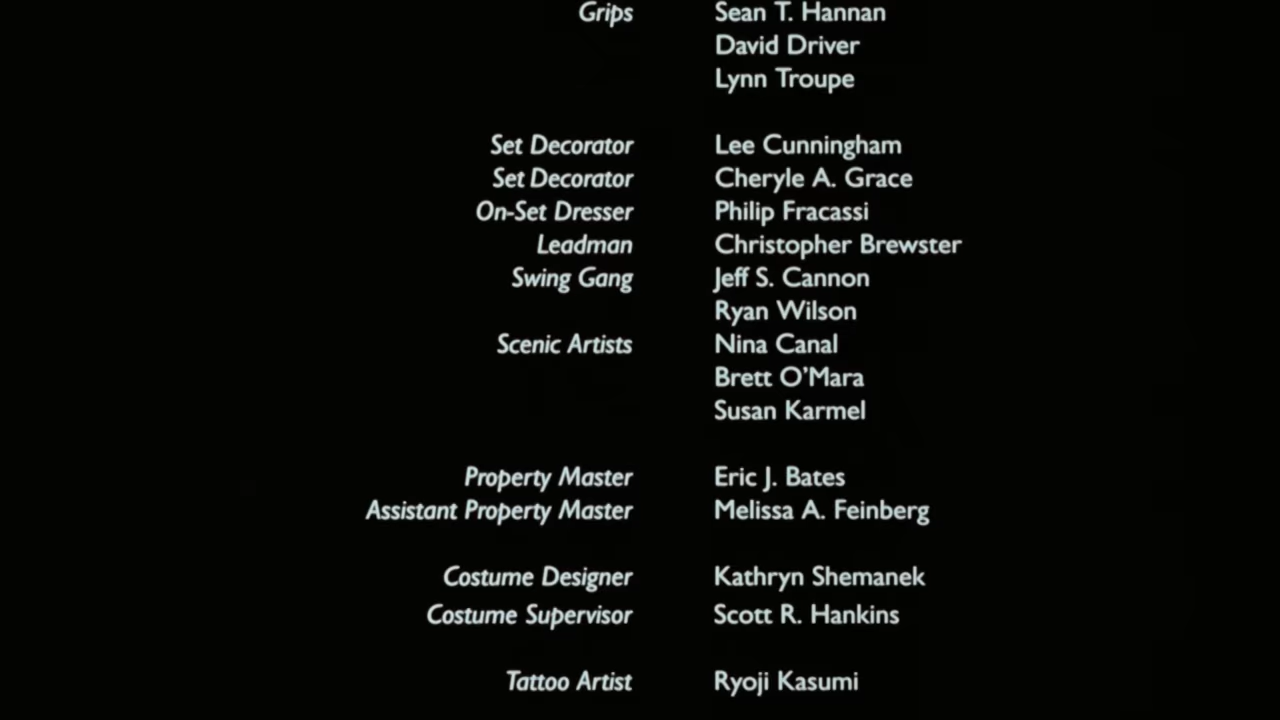 Grips Sean T. Hannan
David Driver
Lynn Troupe
Set Decorator Lee Cunningham
Set Decorator Cheryle A. Grace
On-Set Dresser Philip Fracassi
Leadman Christopher Brewster
Swing Gang Jeff S. Cannon
Ryan Wilson
Scenic Artists Nina Canal
Brett O'Mara
Susan Karmel
Property Master Eric J. Bates
Assistant Property Master Melissa A. Feinberg
Costume Designer Kathryn Shemanek
Costume Supervisor Scott R. Hankins
Tattoo Artist Ryoji Kasumi